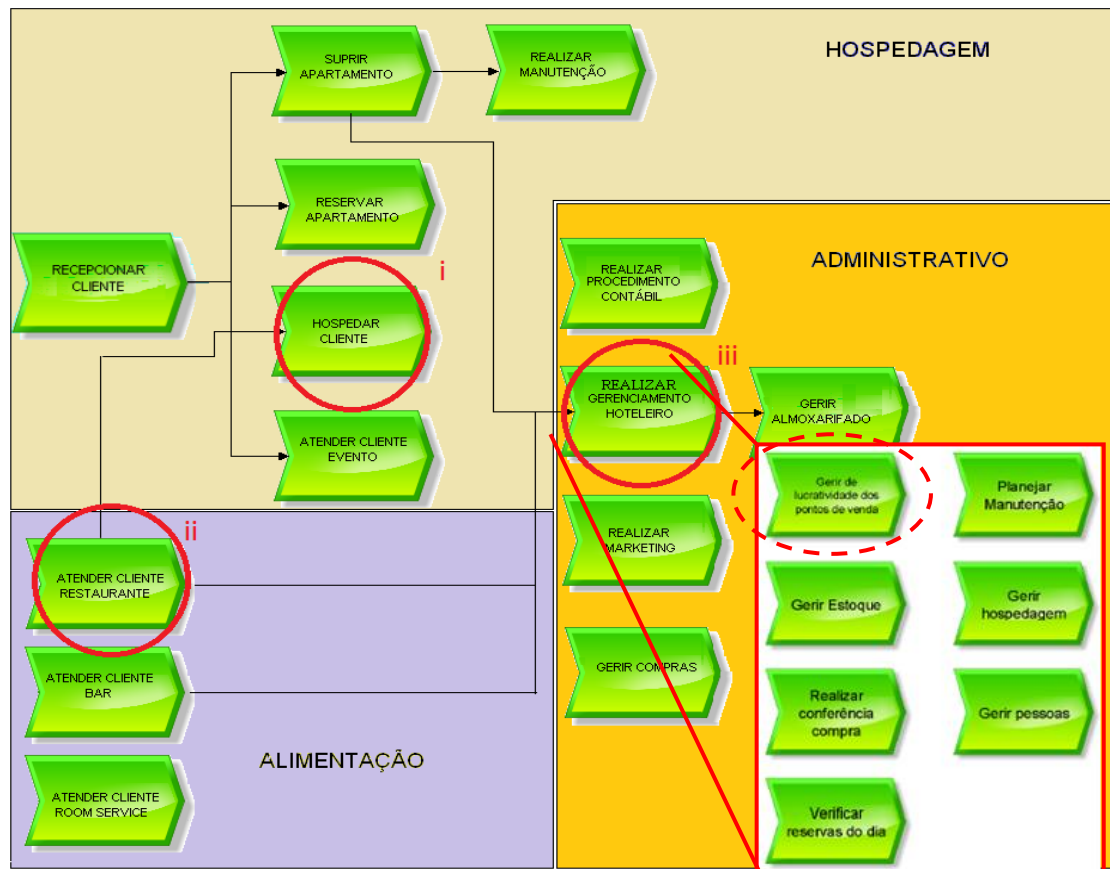 HOSPEDAGEM
SUPRIR
APARTAMENTO
REALIZAR
MANUTENÇÃO
RESERVAR
APARTAMENTO
RECEPCIONAR
CLIENTE
i
HOSPEDAR
CLIENTE
ATENDER CLIENTE
EVENTO
ADMINISTRATIVO
REALIZAR
PROCEDIMENTO
CONTÁBIL
iii
REALIZAR
GERENCIAMENTO
HOTELEIRO
GERIR
ALMOXARIFADO
REALIZAR
MARKETING
GERIR COMPRAS
Gerir de
lucratividade dos
pontos de venda
Planejar
Manutenção
Gerir Estoque
Gerir
hospedagem
Realizar
conferência
compra
Gerir pessoas
Verificar
reservas do dia
ii
ATENDER CLIENTE
RESTAURANTE
ATENDER CLIENTE
BAR
ALIMENTAÇÃO
ATENDER CLIENTE
ROOM SERVICE